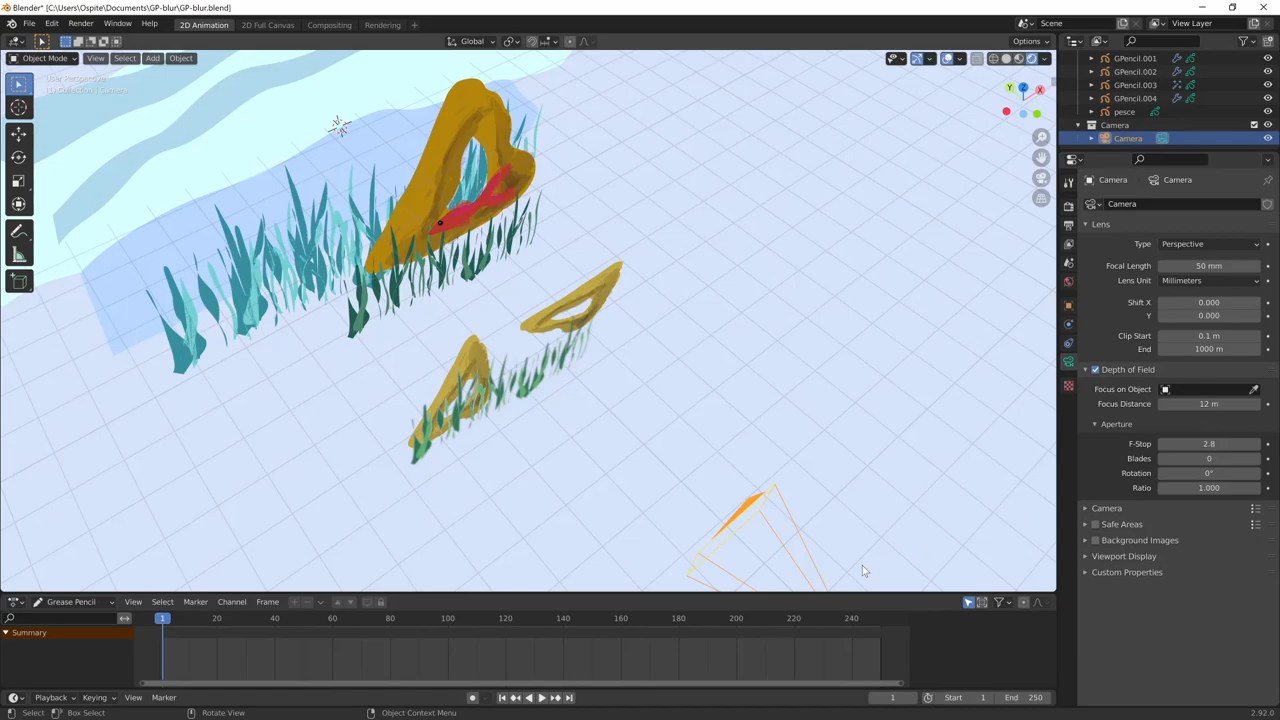 Blender* [C:\Users\Ospite\Documents\GP-blur\GP-blur.blend]
File Edit Render Window Help 2D Animation 2D Full Canvas Compositing Rendering + Scene View Layer
Global Options
Object Mode View Select Add Object
User Perspective
(1) Collection | Camera
Y Z X
GPencil.001
GPencil.002
GPencil.003
GPencil.004
pesce
Camera
Camera
Camera Camera
Camera
Lens
Type Perspective
Focal Length 50 mm
Lens Unit Millimeters
Shift X 0.000
Y 0.000
Clip Start 0.1 m
End 1000 m
Depth of Field
Focus on Object
Focus Distance 12 m
Aperture
F-Stop 2.8
Blades 0
Rotation 0°
Ratio 1.000
Camera
Safe Areas
Background Images
Viewport Display
Custom Properties
Grease Pencil View Select Marker Channel Frame
1 20 40 60 80 100 120 140 160 180 200 220 240
Summary
Playback Keying View Marker 1 Start 1 End 250
Select Box Select Rotate View Object Context Menu 2.92.0